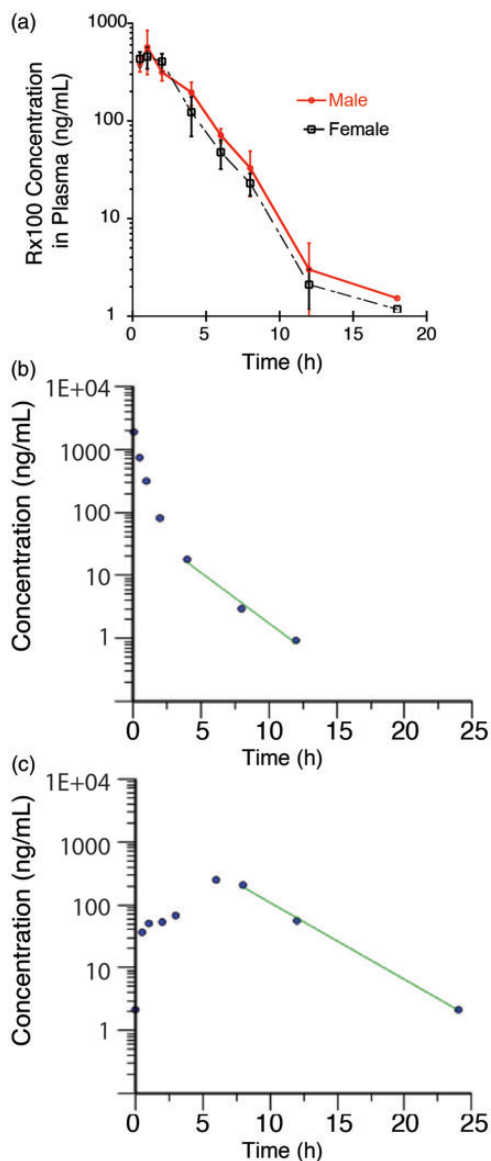 (a)
1000
100
10
1
Rx100 Concentration
in Plasma (ng/mL)
Male
Female
0 5 10 15 20
Time (h)
(b)
1E+04
1000
100
10
1
Concentration (ng/mL)
0 5 10 15 20 25
Time (h)
(c)
1E+04
1000
100
10
1
Concentration (ng/mL)
0 5 10 15 20 25
Time (h)